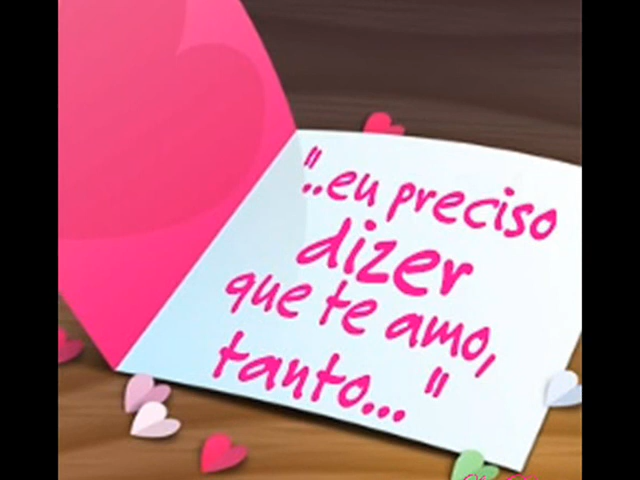 "..eu preciso
dizer
que te amo,
tanto..."